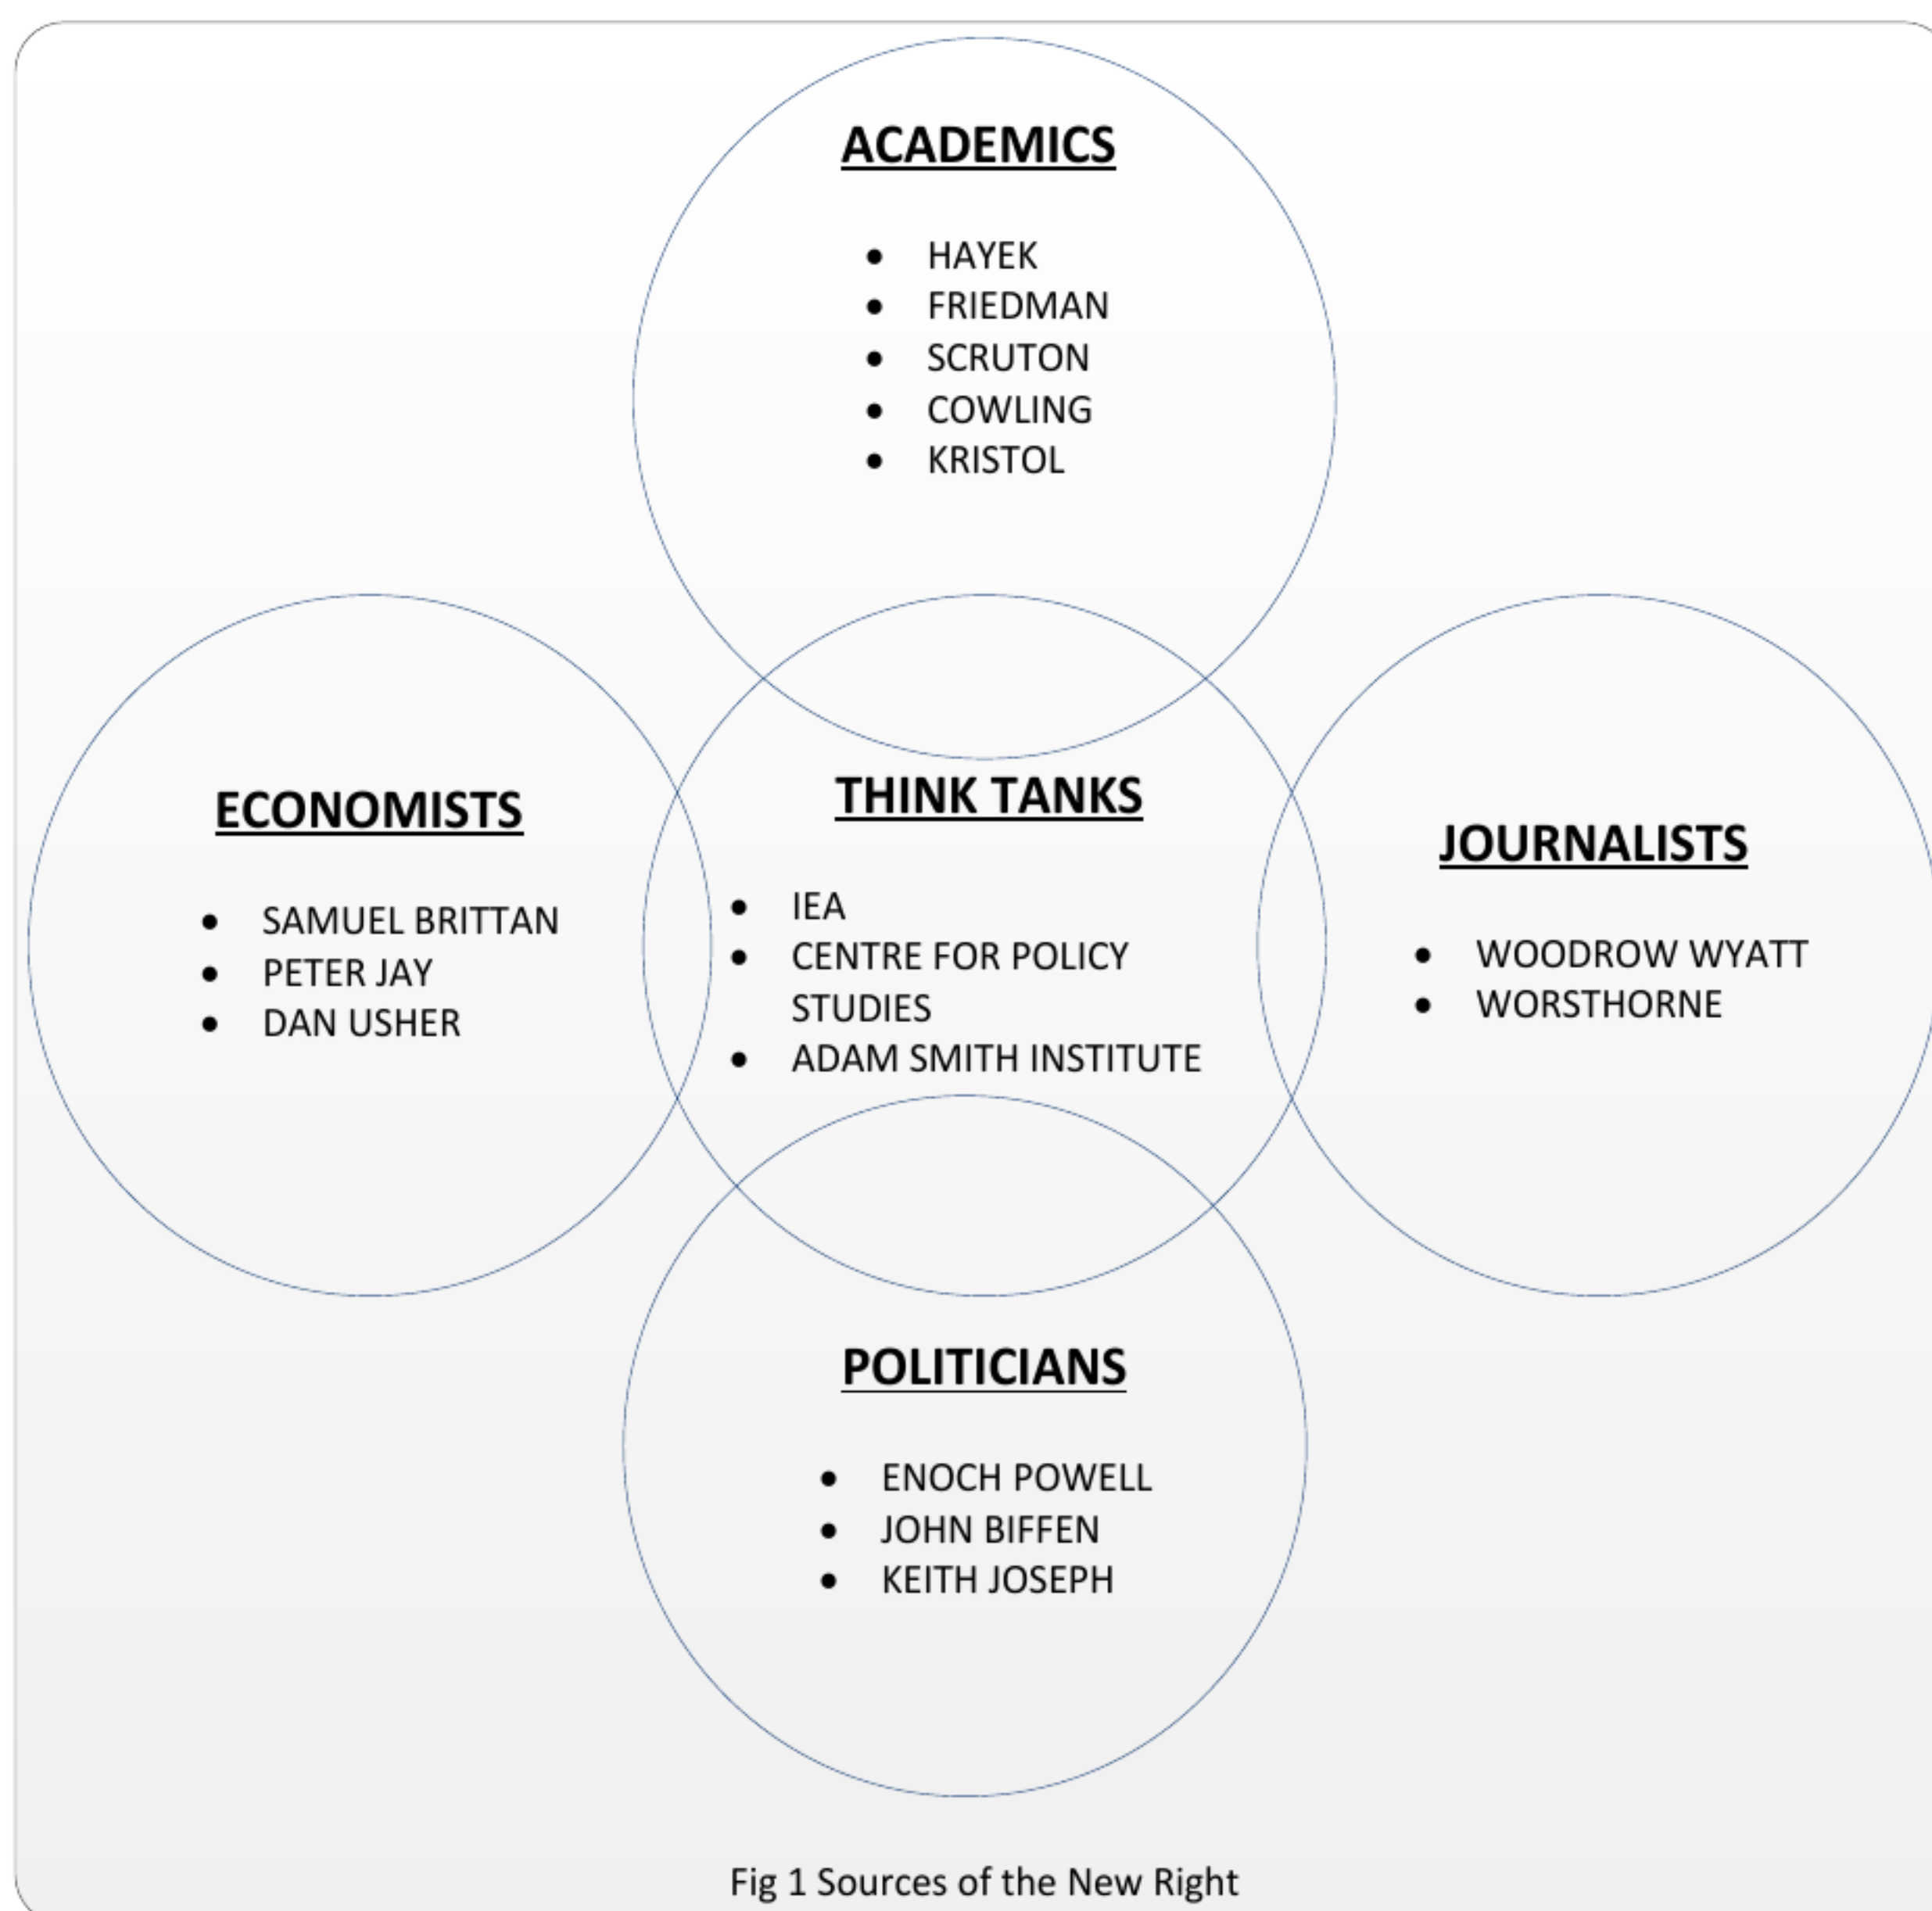 ACADEMICS
• HAYEK
• FRIEDMAN
• SCRUTON
• COWLING
• KRISTOL
ECONOMISTS
• SAMUEL BRITTAN
• PETER JAY
• DAN USHER
THINK TANKS
• IEA
• CENTRE FOR POLICY
STUDIES
• ADAM SMITH INSTITUTE
JOURNALISTS
• WOODROW WYATT
• WORSTHORNE
POLITICIANS
• ENOCH POWELL
• JOHN BIFFEN
• KEITH JOSEPH
Fig 1 Sources of the New Right